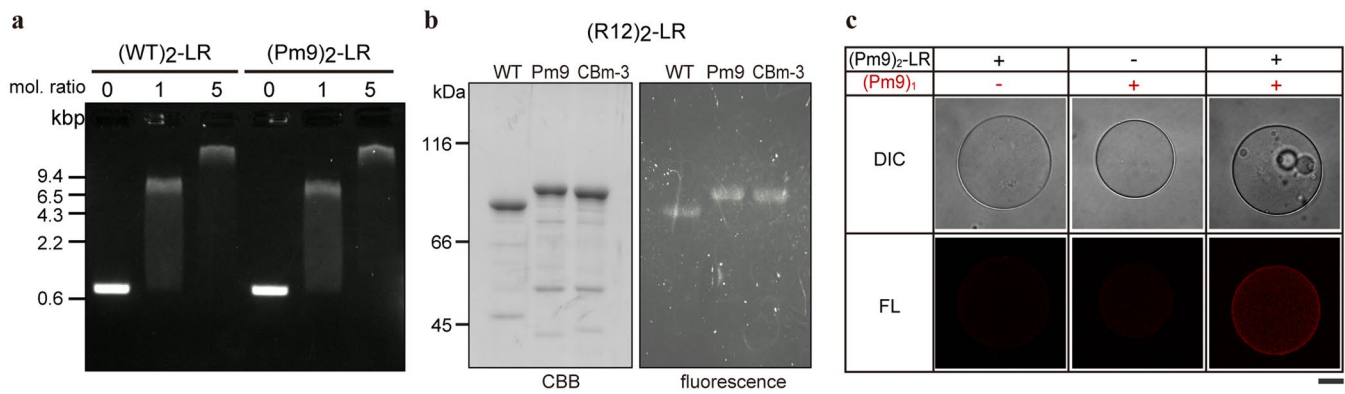 a
(WT)2-LR (Pm9)2-LR
mol. ratio 0 1 5 0 1 5
kbp
9.4
6.5
4.3
2.2
0.6
b
(R12)2-LR
WT Pm9 CBm-3 WT Pm9 CBm-3
kDa
116
66
45
CBB fluorescence
c
(Pm9)2-LR + - +
(Pm9)1 - + +
DIC
FL